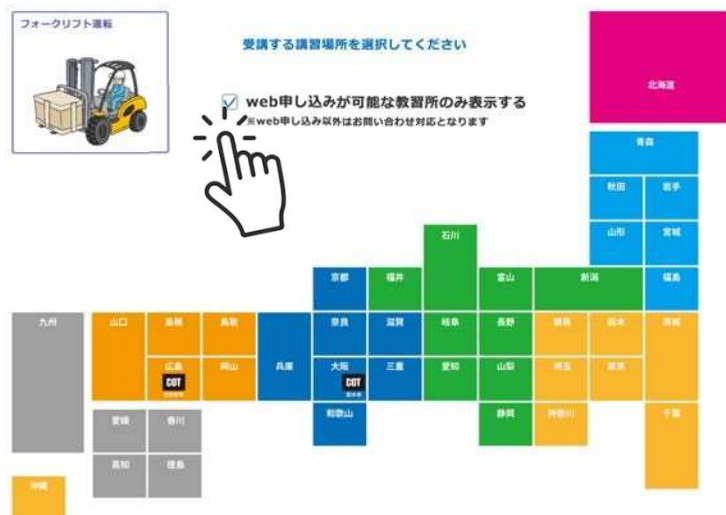 フォークリフト運転
受講する講習場所を選択してください
web申し込みが可能な教習所のみ表示する
※web申し込み以外はお問い合わせ対応となります
北海道
青森
秋田
岩手
山形
宮城
福島
石川
京都
福井
富山
新潟
九州
山口
島根
鳥取
兵庫
奈良
滋賀
岐阜
長野
群馬
栃木
茨城
広島
COT
岡山
大阪
COT
三重
愛知
山梨
埼玉
東京
和歌山
静岡
神奈川
千葉
愛媛
香川
高知
徳島
沖縄